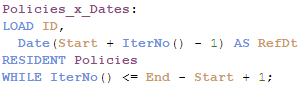 Policies_x_Dates:
LOAD ID,
Date(Start + IterNo() - 1) AS RefDt
RESIDENT Policies
WHILE IterNo() <= End - Start + 1;